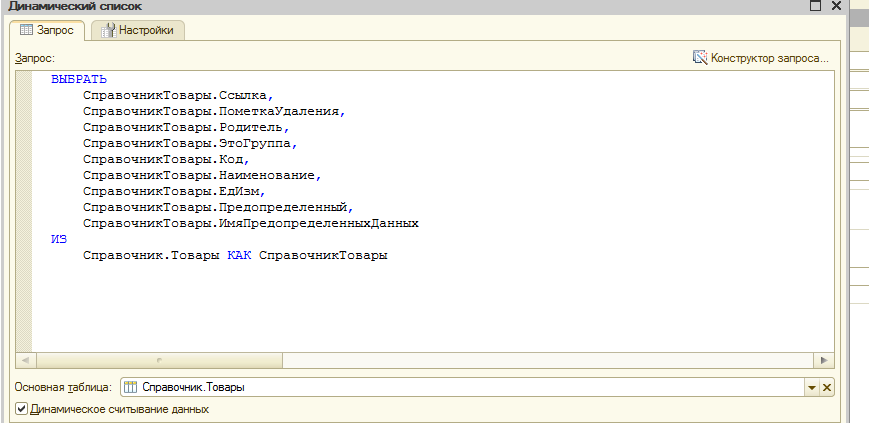 Динамический список
Запрос
Настройки
Запрос:
Конструктор запроса...
ВЫБРАТЬ
СправочникТовары.Ссылка,
СправочникТовары.ПометкаУдаления,
СправочникТовары.Родитель,
СправочникТовары.ЭтоГруппа,
СправочникТовары.Код,
СправочникТовары.Наименование,
СправочникТовары.ЕдИзм,
СправочникТовары.Предопределенный,
СправочникТовары.ИмяПредопределенныхДанных
ИЗ
Справочник.Товары КАК СправочникТовары
Основная таблица: Справочник.Товары
Динамическое считывание данных